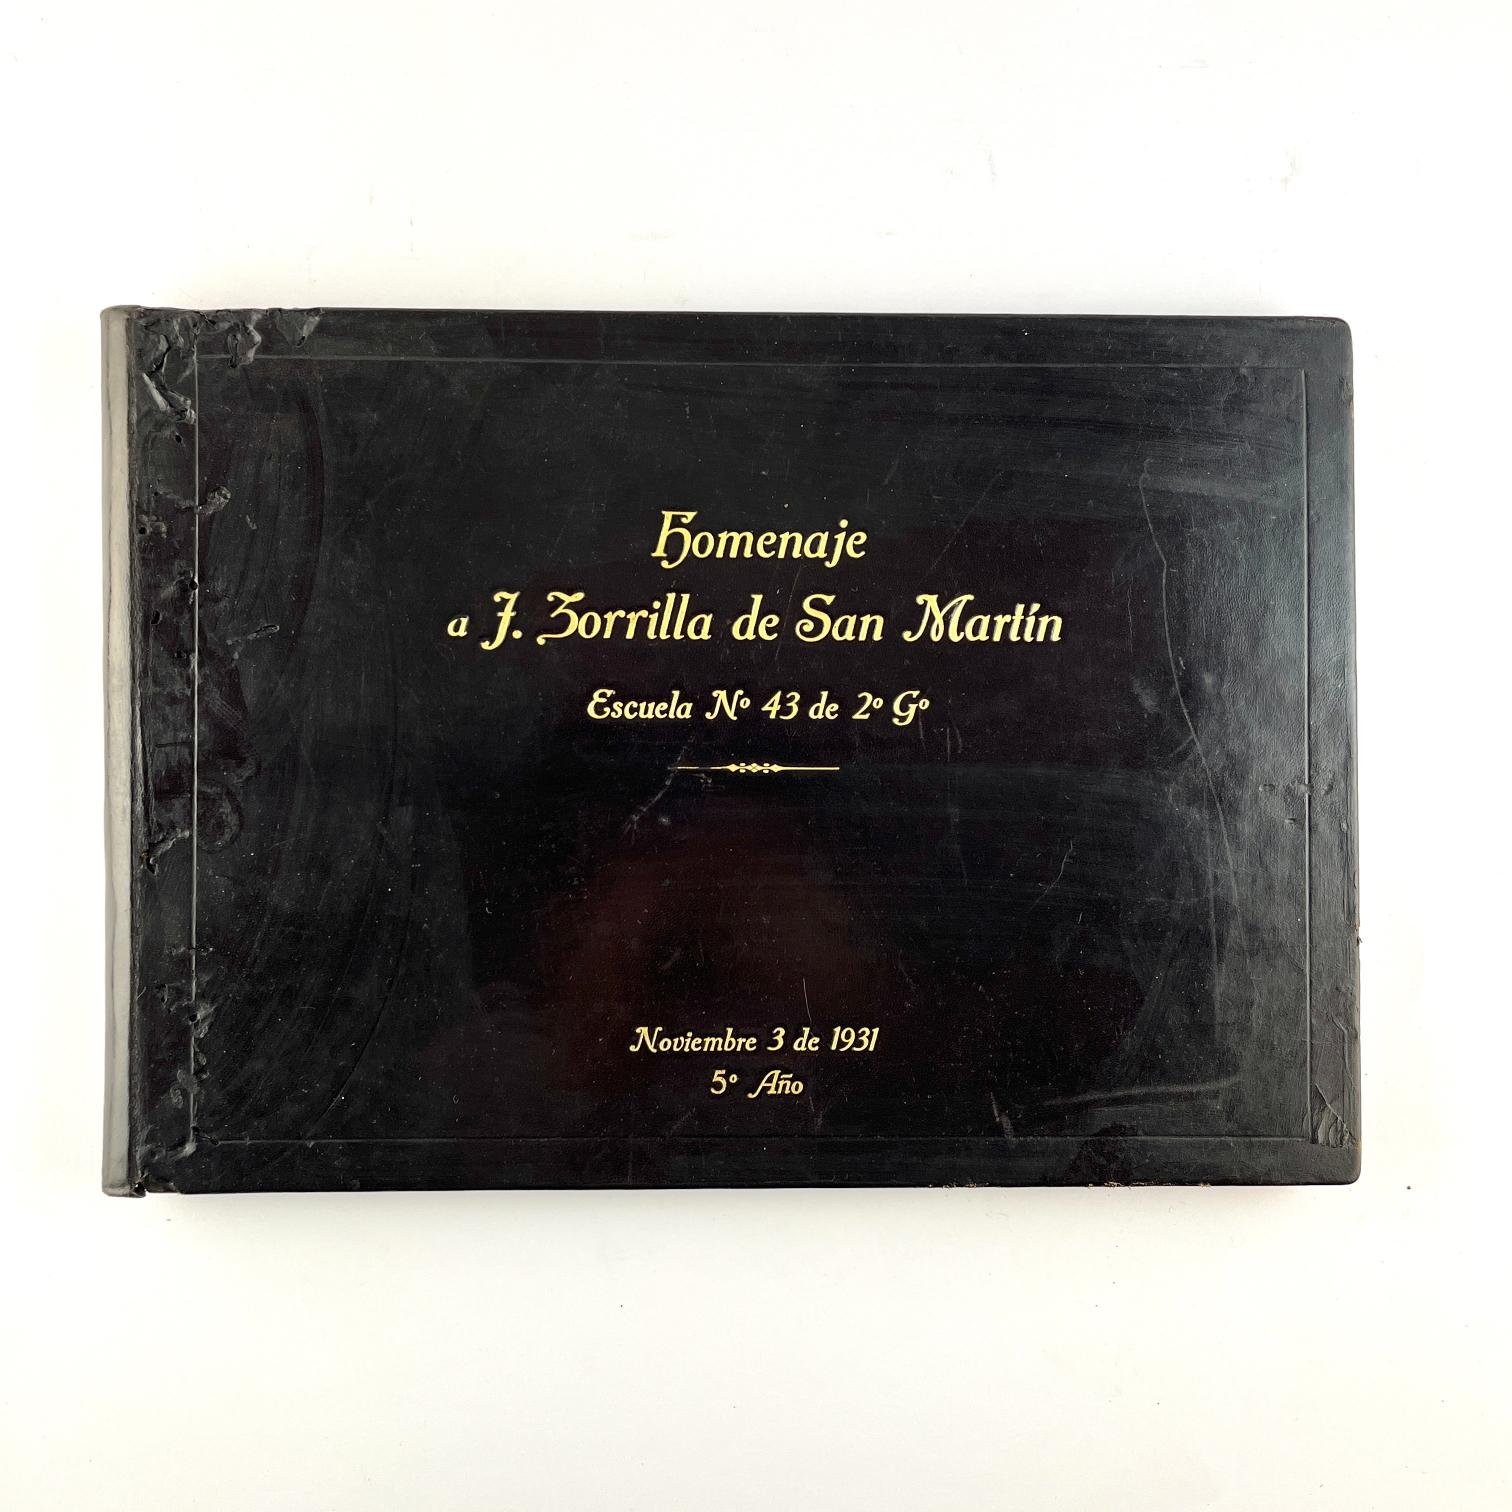 Homenaje
a J. Zorrilla de San Martín
Escuela Nº 43 de 2º Gº
Noviembre 3 de 1931
5º Año